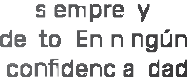 s empre y
de to En n ngún
confidenc a dad